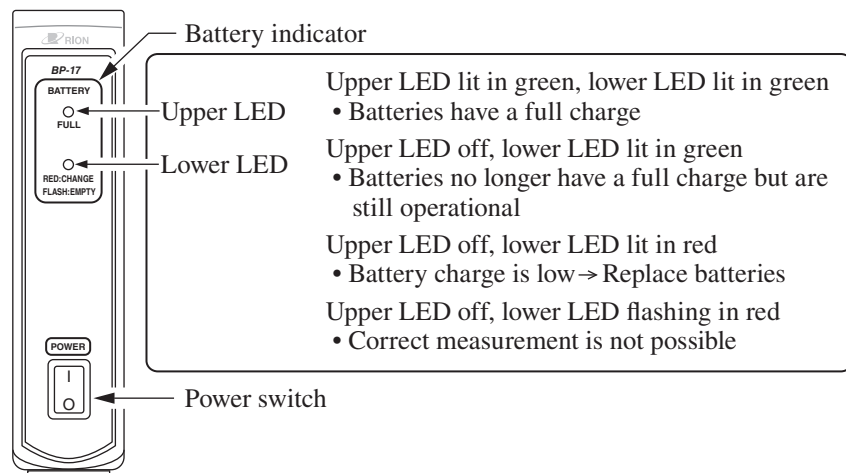 RION
Battery indicator
BP-17
BATTERY
FULL
Upper LED
Lower LED
RED:CHANGE
FLASH:EMPTY
Upper LED lit in green, lower LED lit in green
• Batteries have a full charge
Upper LED off, lower LED lit in green
• Batteries no longer have a full charge but are
still operational
Upper LED off, lower LED lit in red
• Battery charge is low→Replace batteries
Upper LED off, lower LED flashing in red
• Correct measurement is not possible
POWER
I
O
Power switch